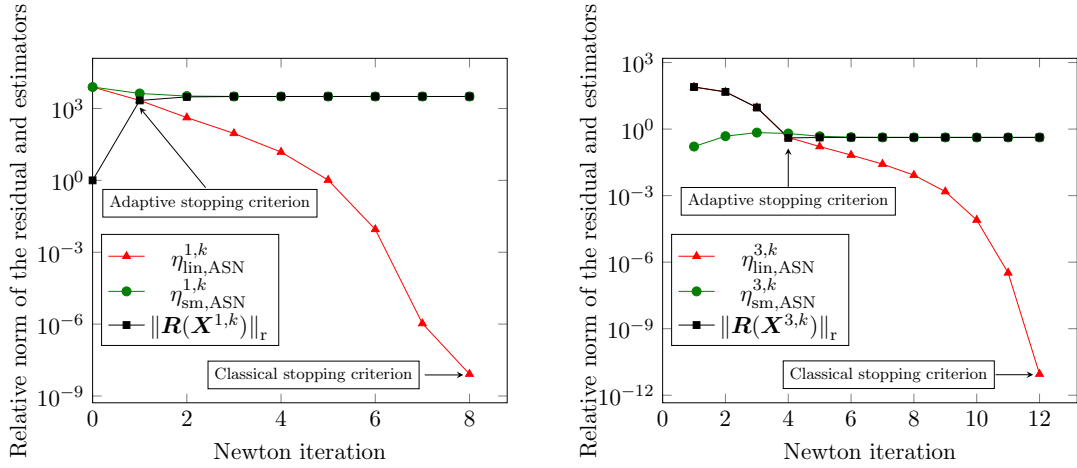 Relative norm of the residual and estimators
10^3
10^0
10^{-3}
10^{-6}
10^{-9}
0 2 4 6 8
Newton iteration
Adaptive stopping criterion
η^{1,k}_{lin,ASN}
η^{1,k}_{sm,ASN}
‖R(X^{1,k})‖_r
Classical stopping criterion
Relative norm of the residual and estimators
10^3
10^0
10^{-3}
10^{-6}
10^{-9}
10^{-12}
0 2 4 6 8 10 12
Newton iteration
Adaptive stopping criterion
η^{3,k}_{lin,ASN}
η^{3,k}_{sm,ASN}
‖R(X^{3,k})‖_r
Classical stopping criterion